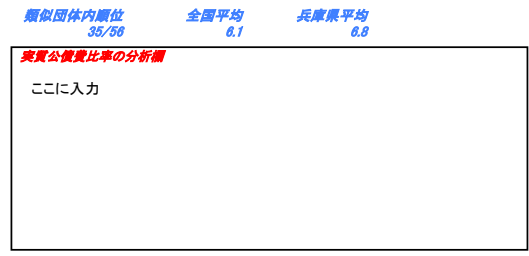 類似団体内順位 全国平均 兵庫県平均
35/56 6.1 6.8
実質公債費比率の分析欄
ここに入力